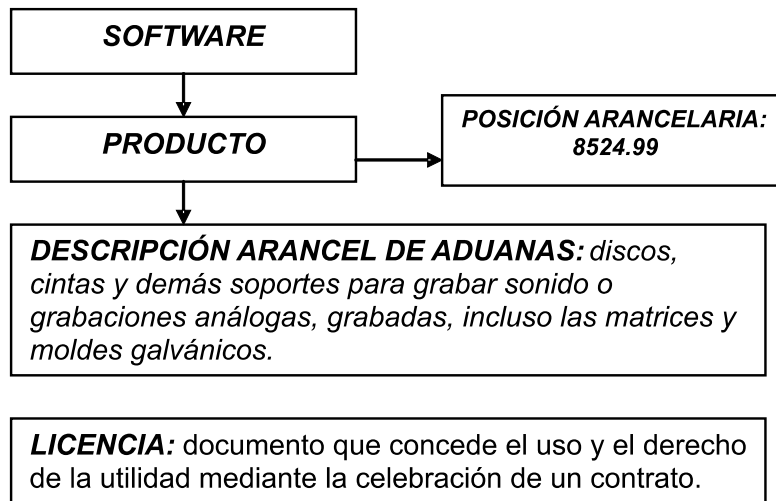 SOFTWARE
PRODUCTO
POSICIÓN ARANCELARIA:
8524.99
DESCRIPCIÓN ARANCEL DE ADUANAS: discos,
cintas y demás soportes para grabar sonido o
grabaciones análogas, grabadas, incluso las matrices y
moldes galvánicos.
LICENCIA: documento que concede el uso y el derecho
de la utilidad mediante la celebración de un contrato.